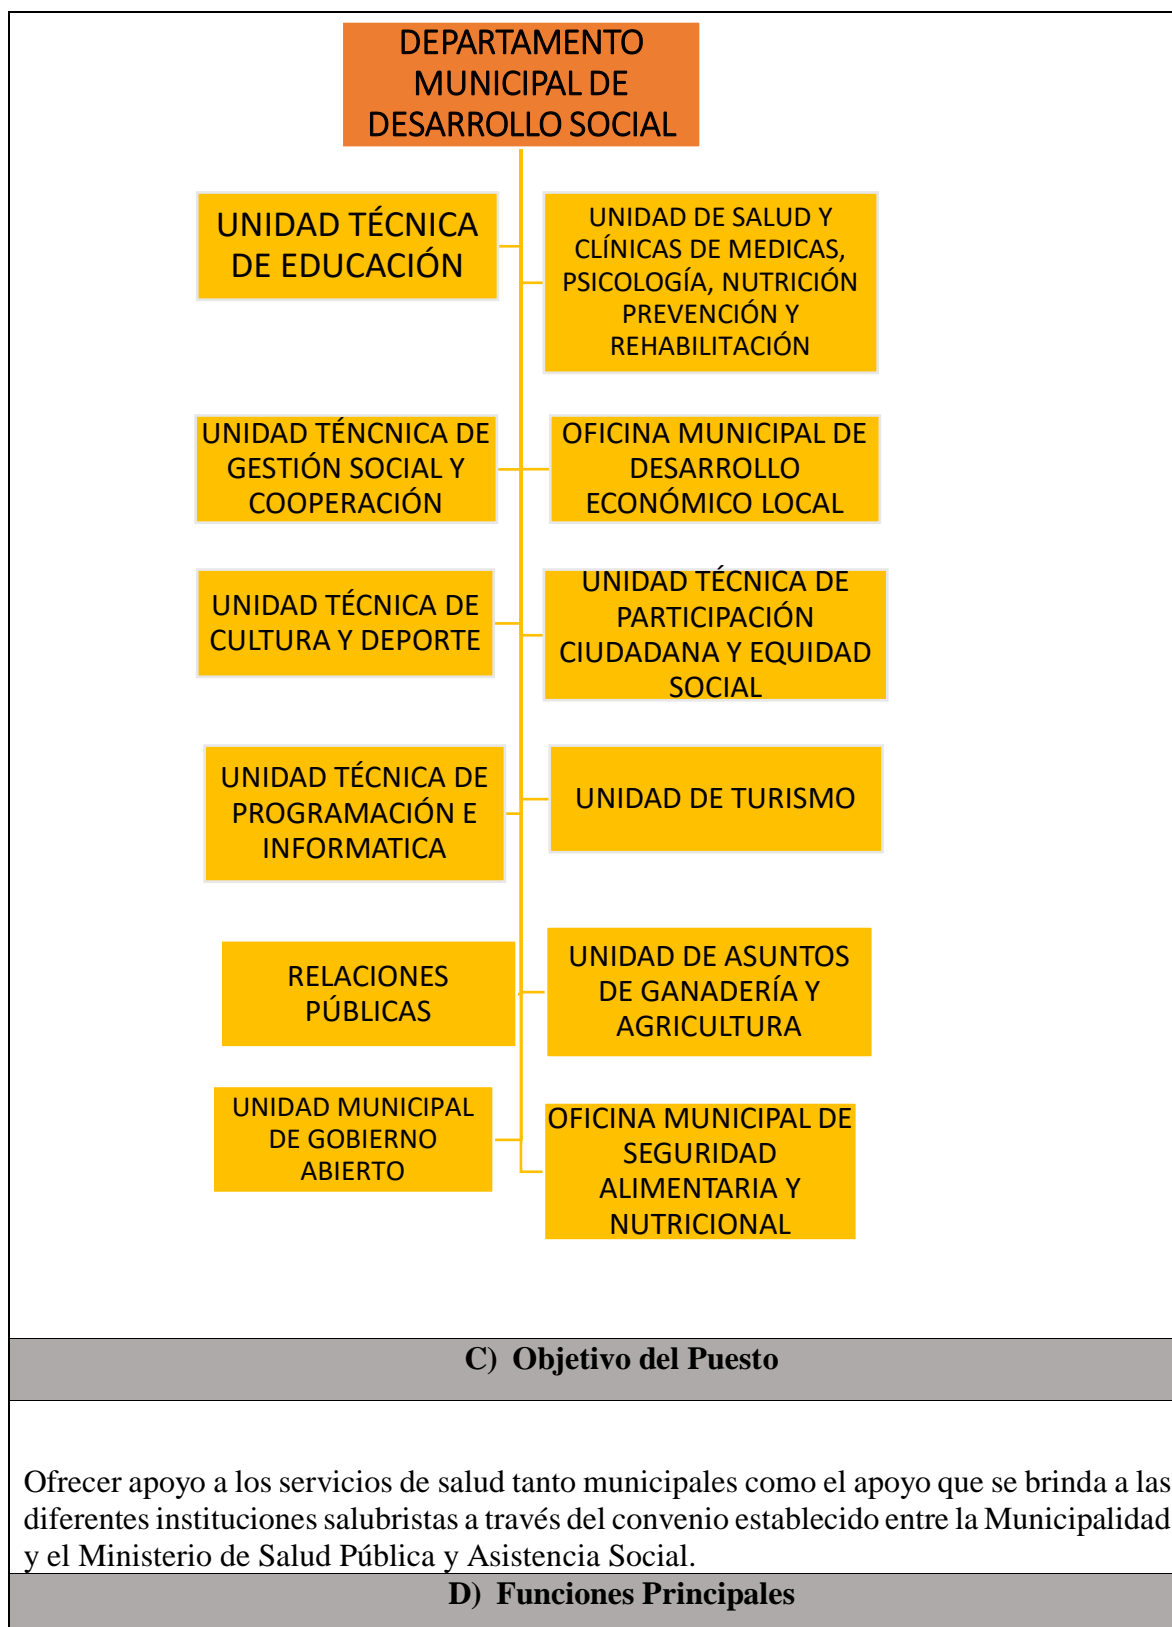 DEPARTAMENTO
MUNICIPAL DE
DESARROLLO SOCIAL
UNIDAD TÉCNICA
DE EDUCACIÓN
UNIDAD DE SALUD Y
CLÍNICAS DE MEDICAS,
PSICOLOGÍA, NUTRICIÓN
PREVENCIÓN Y
REHABILITACIÓN
UNIDAD TÉNCNICA DE
GESTIÓN SOCIAL Y
COOPERACIÓN
OFICINA MUNICIPAL DE
DESARROLLO
ECONÓMICO LOCAL
UNIDAD TÉCNICA DE
CULTURA Y DEPORTE
UNIDAD TÉCNICA DE
PARTICIPACIÓN
CIUDADANA Y EQUIDAD
SOCIAL
UNIDAD TÉCNICA DE
PROGRAMACIÓN E
INFORMATICA
UNIDAD DE TURISMO
RELACIONES
PÚBLICAS
UNIDAD DE ASUNTOS
DE GANADERÍA Y
AGRICULTURA
UNIDAD MUNICIPAL
DE GOBIERNO
ABIERTO
OFICINA MUNICIPAL DE
SEGURIDAD
ALIMENTARIA Y
NUTRICIONAL
C) Objetivo del Puesto
Ofrecer apoyo a los servicios de salud tanto municipales como el apoyo que se brinda a las
diferentes instituciones salubristas a través del convenio establecido entre la Municipalidad
y el Ministerio de Salud Pública y Asistencia Social.
D) Funciones Principales